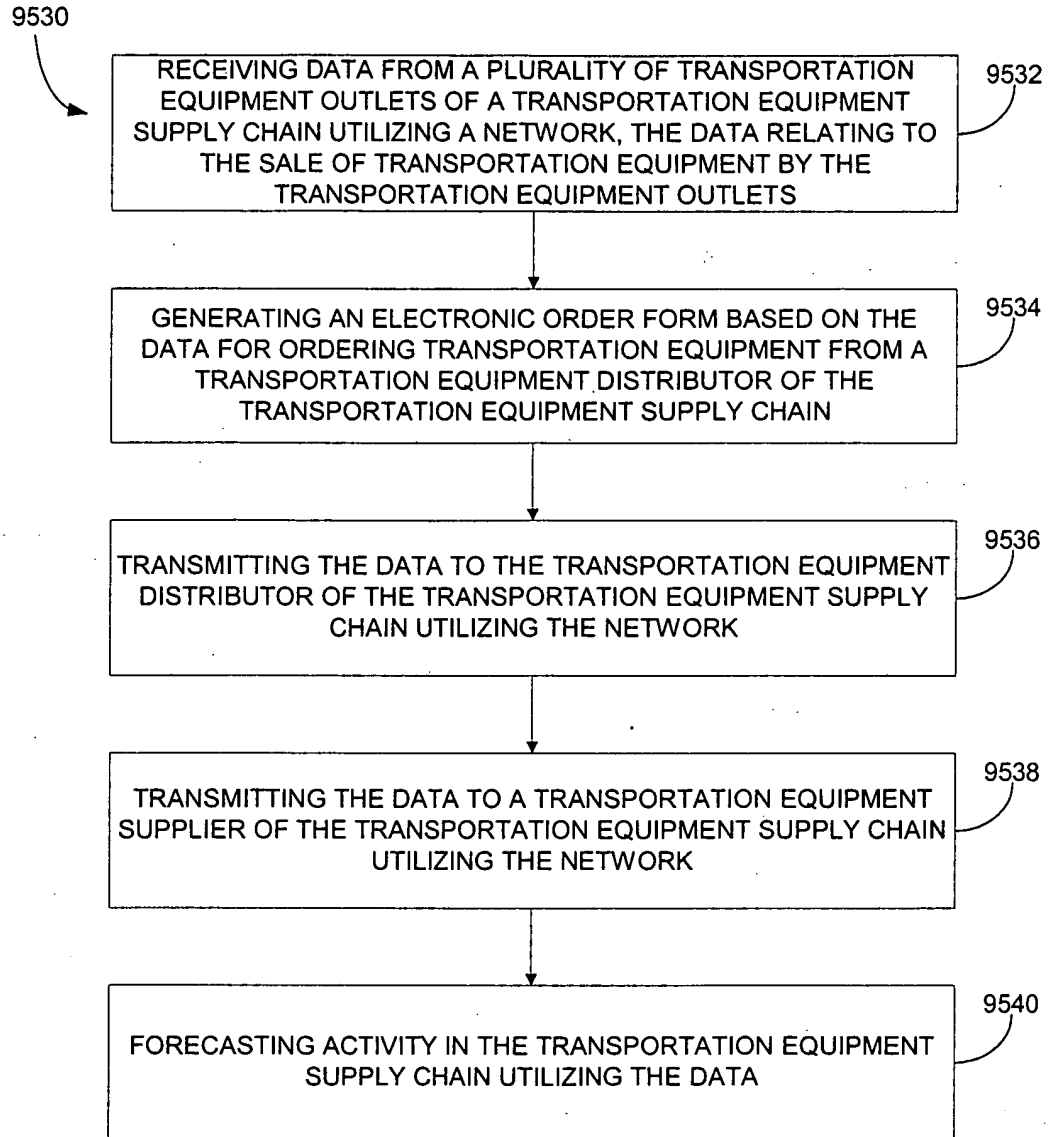 9530
RECEIVING DATA FROM A PLURALITY OF TRANSPORTATION
EQUIPMENT OUTLETS OF A TRANSPORTATION EQUIPMENT
SUPPLY CHAIN UTILIZING A NETWORK, THE DATA RELATING TO
THE SALE OF TRANSPORTATION EQUIPMENT BY THE
TRANSPORTATION EQUIPMENT OUTLETS
9532
GENERATING AN ELECTRONIC ORDER FORM BASED ON THE
DATA FOR ORDERING TRANSPORTATION EQUIPMENT FROM A
TRANSPORTATION EQUIPMENT DISTRIBUTOR OF THE
TRANSPORTATION EQUIPMENT SUPPLY CHAIN
9534
TRANSMITTING THE DATA TO THE TRANSPORTATION EQUIPMENT
DISTRIBUTOR OF THE TRANSPORTATION EQUIPMENT SUPPLY
CHAIN UTILIZING THE NETWORK
9536
TRANSMITTING THE DATA TO A TRANSPORTATION EQUIPMENT
SUPPLIER OF THE TRANSPORTATION EQUIPMENT SUPPLY CHAIN
UTILIZING THE NETWORK
9538
FORECASTING ACTIVITY IN THE TRANSPORTATION EQUIPMENT
SUPPLY CHAIN UTILIZING THE DATA
9540